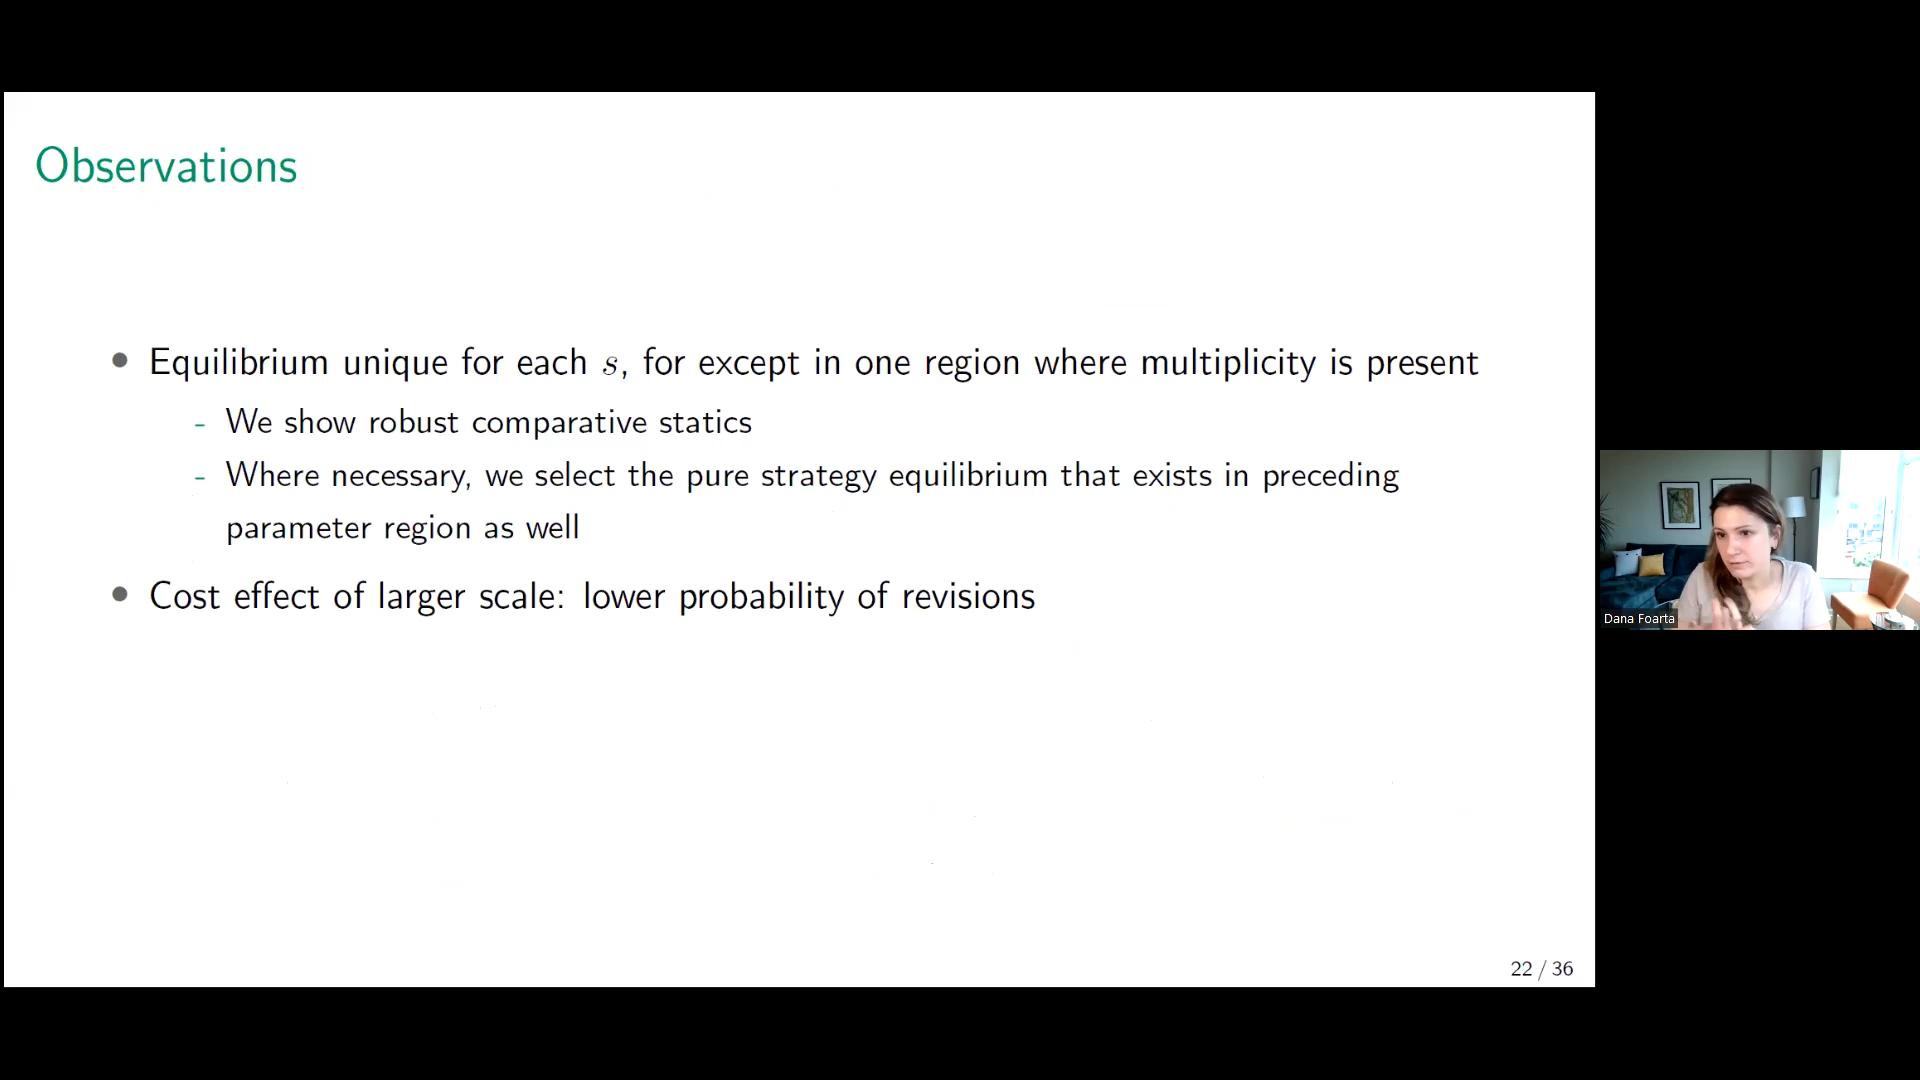 Observations
• Equilibrium unique for each s, for except in one region where multiplicity is present
- We show robust comparative statics
- Where necessary, we select the pure strategy equilibrium that exists in preceding
parameter region as well
• Cost effect of larger scale: lower probability of revisions
22 / 36
Dana Foarta